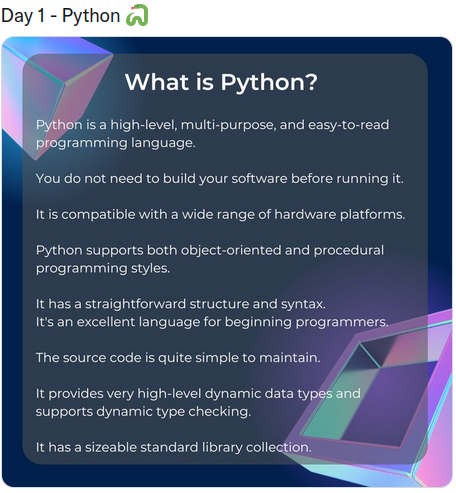 Day 1 - Python 🐍
What is Python?
Python is a high-level, multi-purpose, and easy-to-read
programming language.
You do not need to build your software before running it.
It is compatible with a wide range of hardware platforms.
Python supports both object-oriented and procedural
programming styles.
It has a straightforward structure and syntax.
It's an excellent language for beginning programmers.
The source code is quite simple to maintain.
It provides very high-level dynamic data types and
supports dynamic type checking.
It has a sizeable standard library collection.